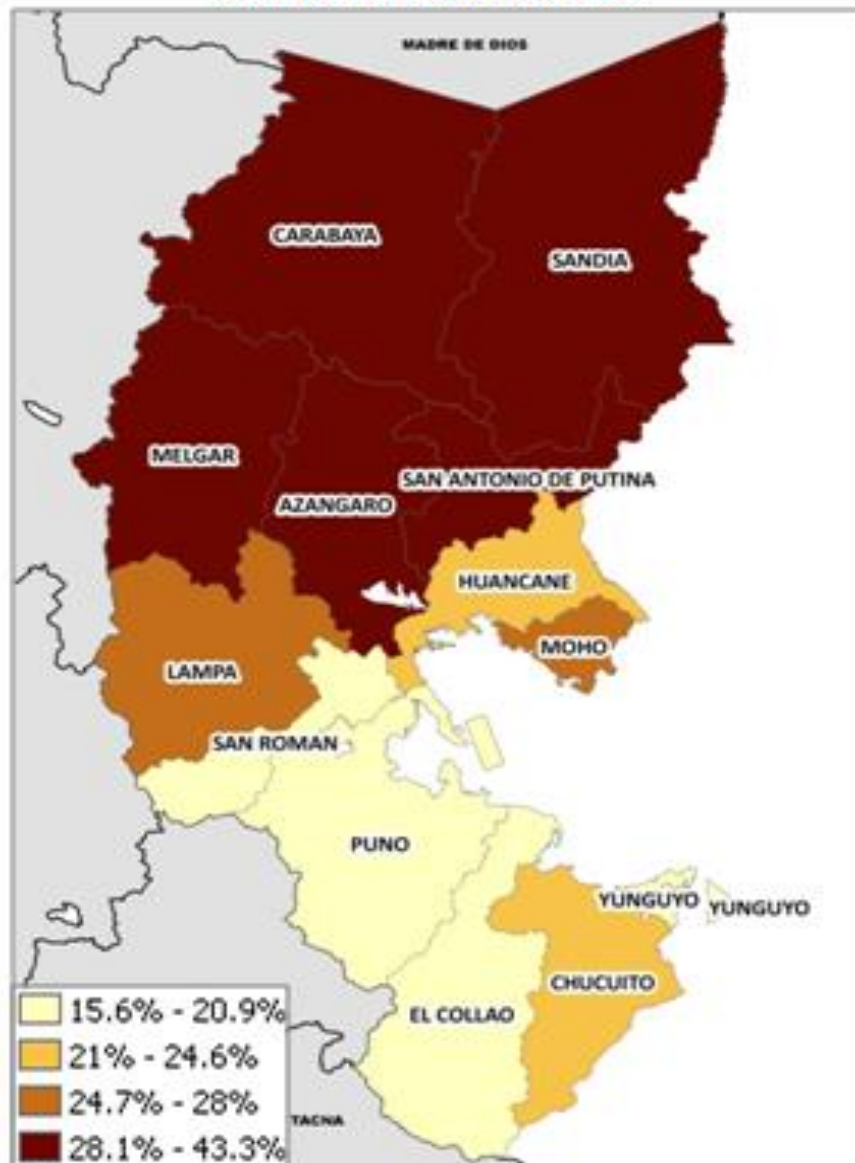 MADRE DE DIOS
CARABAYA
SANDIA
MELGAR
SAN ANTONIO DE PUTINA
AZANGARO
HUANCANE
MOHO
LAMPA
SAN ROMAN
PUNO
YUNGUYO
YUNGUYO
CHUCUITO
EL COLLAO
15.6% - 20.9%
21% - 24.6%
24.7% - 28%
28.1% - 43.3%
TACNA